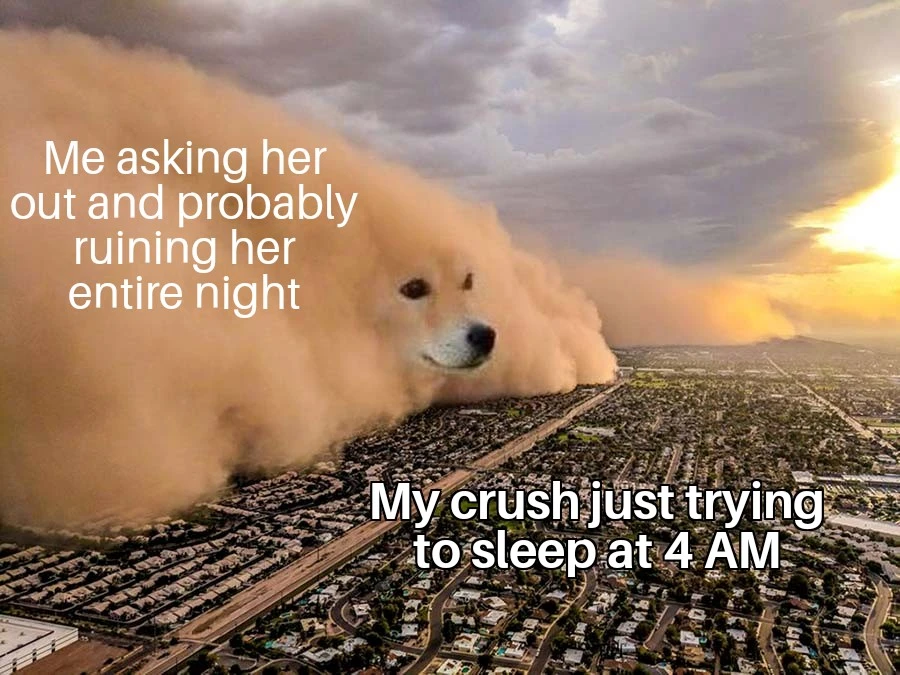 Me asking her
out and probably
ruining her
entire night
My crush just trying
to sleep at 4 AM